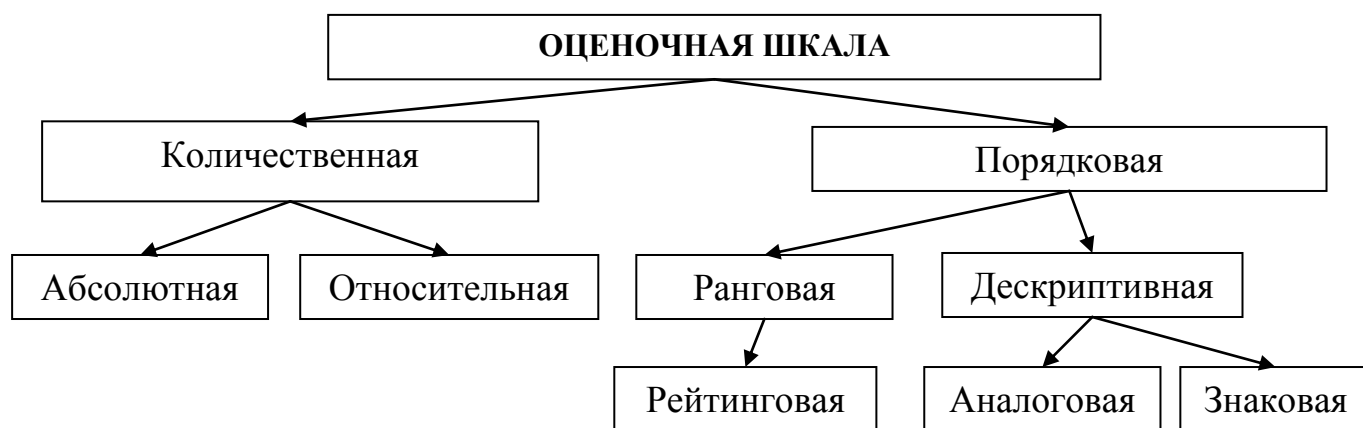 ОЦЕНОЧНАЯ ШКАЛА
Количественная
Порядковая
Абсолютная
Относительная
Ранговая
Дескриптивная
Рейтинговая
Аналоговая
Знаковая